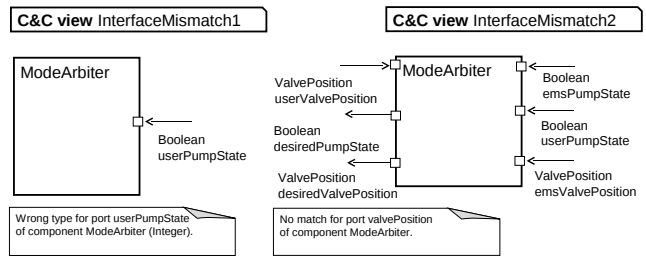 C&C view InterfaceMismatch1
ModeArbiter
Boolean
userPumpState
Wrong type for port userPumpState
of component ModeArbiter (Integer).
C&C view InterfaceMismatch2
ModeArbiter
ValvePosition
userValvePosition
Boolean
desiredPumpState
ValvePosition
desiredValvePosition
Boolean
emsPumpState
Boolean
userPumpState
ValvePosition
emsValvePosition
No match for port valvePosition
of component ModeArbiter.